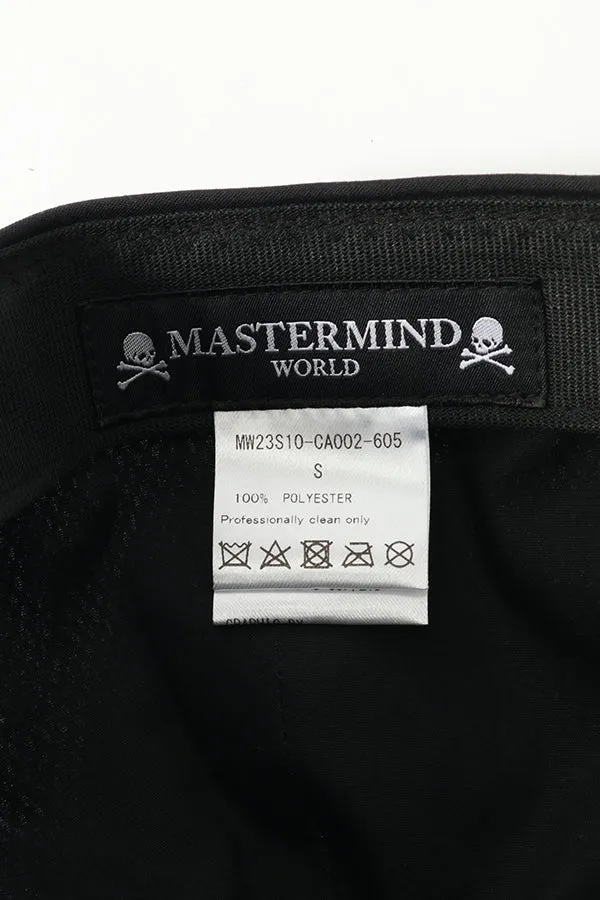 MASTERMIND
WORLD
MW23S10-CA002-605
S
100% POLYESTER
Professionally clean only